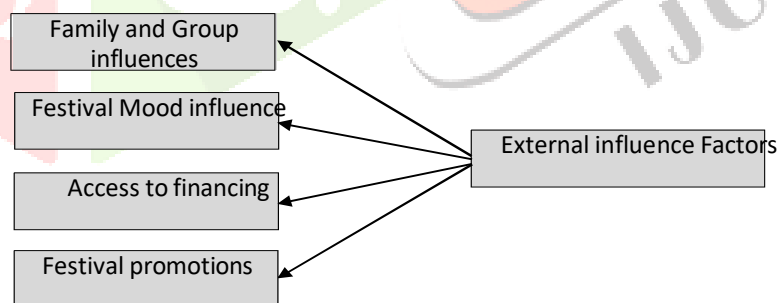 Family and Group
influences
Festival Mood influence
External influence Factors
Access to financing
Festival promotions